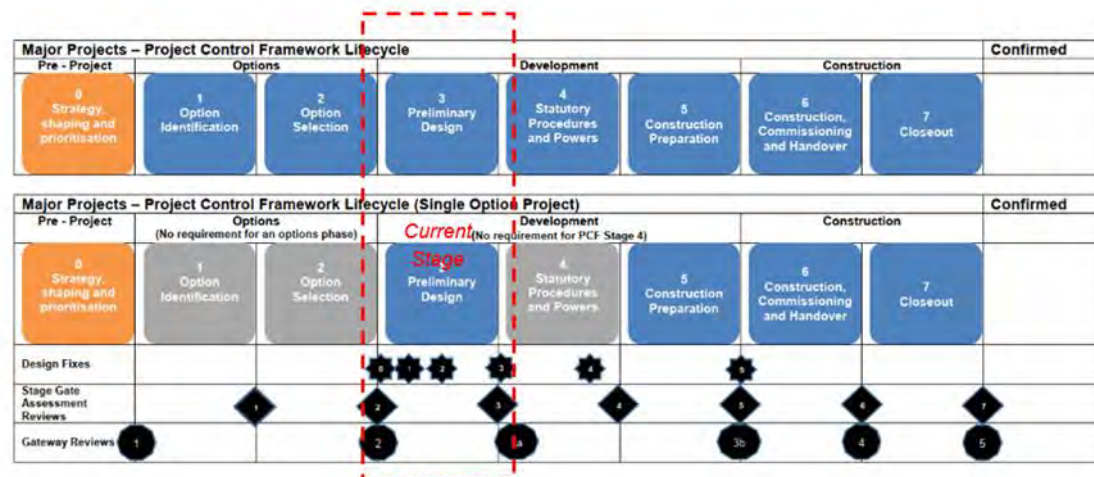 Major Projects – Project Control Framework Lifecycle
Confirmed
Pre - Project
Options
Development
Construction
0
Strategy,
shaping and
prioritisation
1
Option
Identification
2
Option
Selection
3
Preliminary
Design
4
Statutory
Procedures
and Powers
5
Construction
Preparation
6
Construction,
Commissioning
and Handover
7
Closeout
Major Projects – Project Control Framework Lifecycle (Single Option Project)
Confirmed
Pre - Project
Options
(No requirement for an options phase)
Development
(No requirement for PCF Stage 4)
Construction
Current
Stage
0
Strategy,
shaping and
prioritisation
1
Option
Identification
2
Option
Selection
Preliminary
Design
4
Statutory
Procedures
and Powers
5
Construction
Preparation
6
Construction,
Commissioning
and Handover
7
Closeout
Design Fixes
0 1 2 3 4 5
Stage Gate
Assessment
Reviews
1 2 3 4 5 6 7
Gateway Reviews
1 2 a 3b 4 5